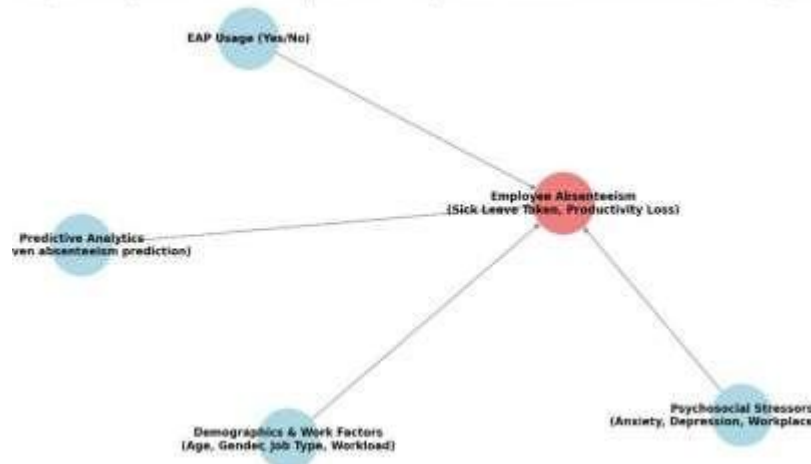 EAP Usage (Yes/No)
Employee Absenteeism
(Sick Leave Taken, Productivity Loss)
Predictive Analytics
ven absenteeism prediction)
Psychosocial Stressors
(Anxiety, Depression, Workplace
Demographics & Work Factors
(Age, Gender, Job Type, Workload)